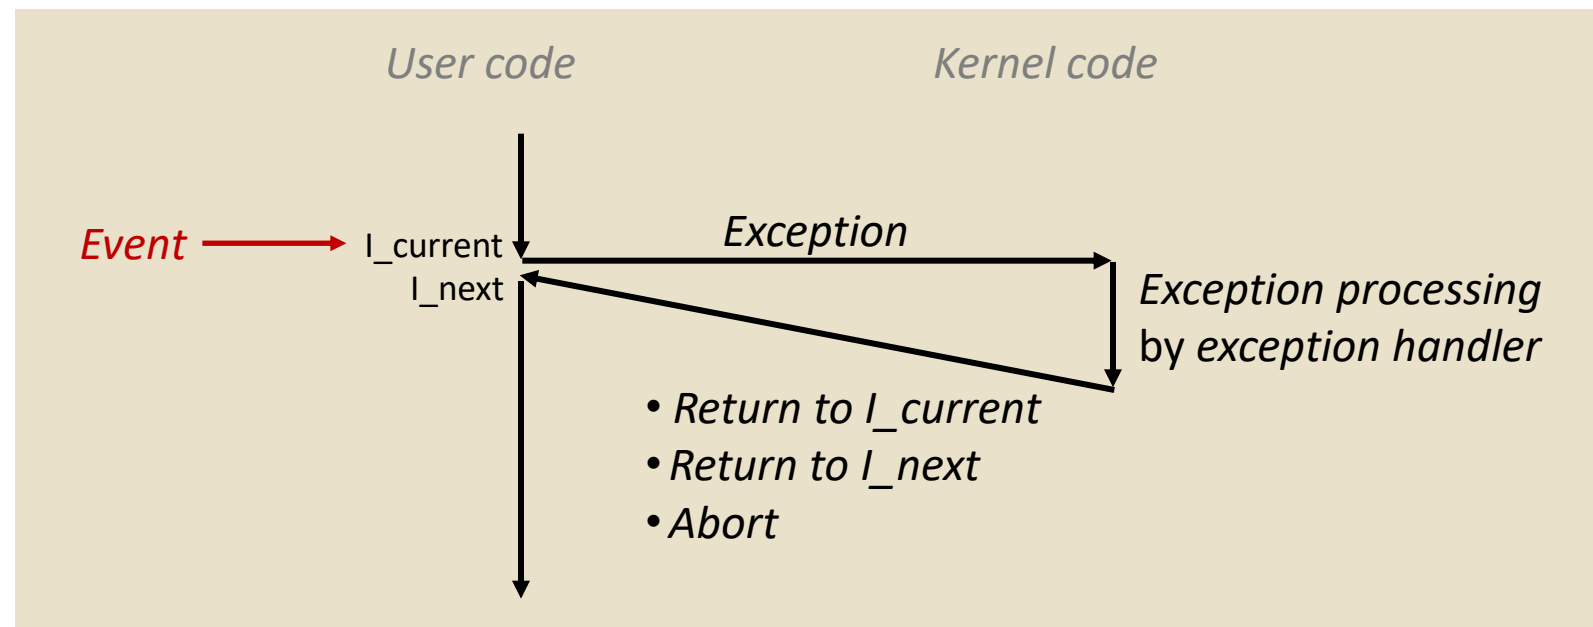 User code
Kernel code
Event
I_current
Exception
I_next
Exception processing
by exception handler
• Return to I_current
• Return to I_next
• Abort